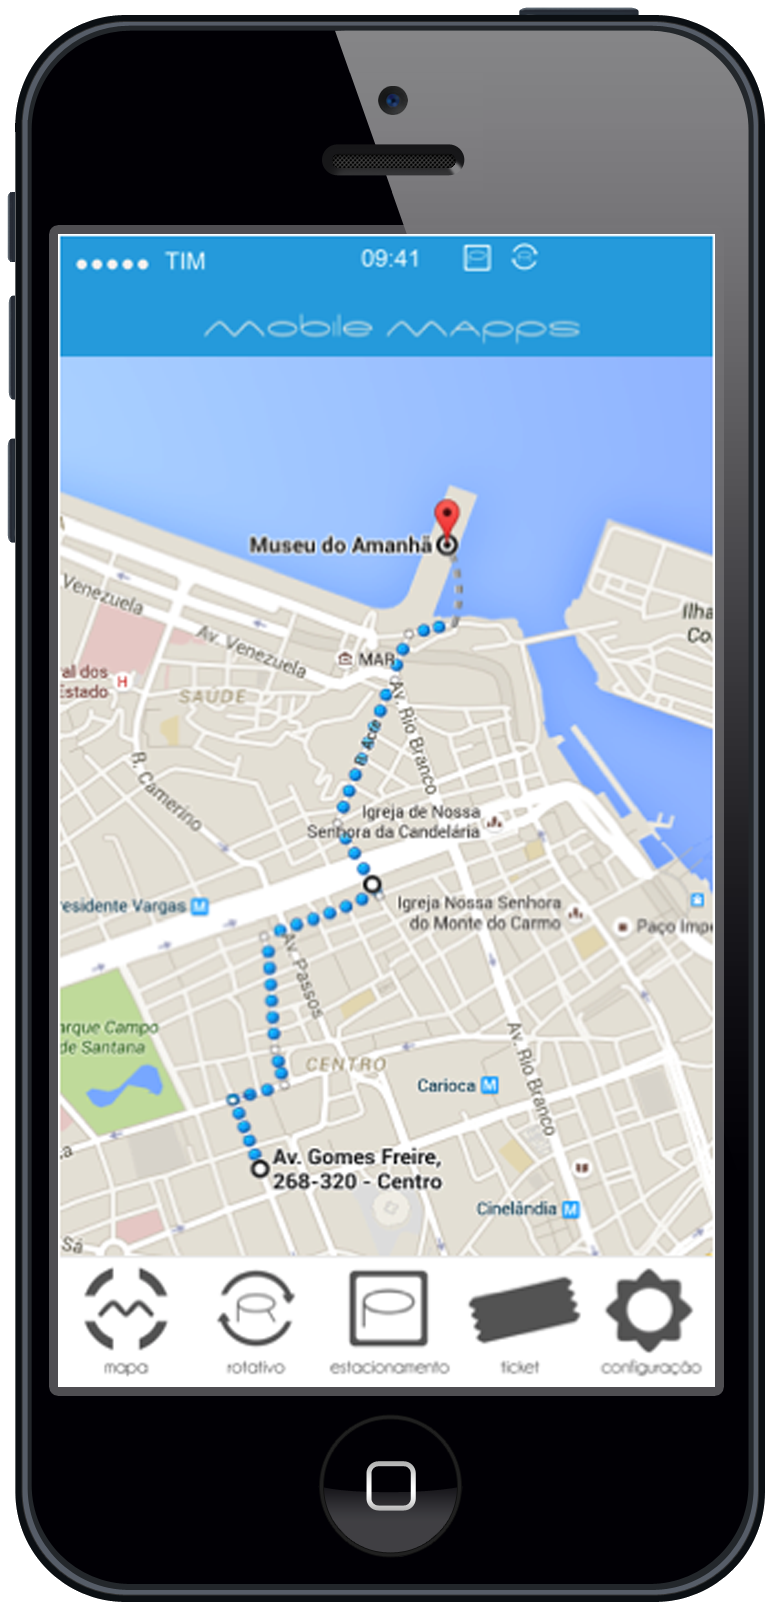 TIM
09:41
Mobile MApps
Museu do Amanhã
Venezuela
Av. Venezuela
Ilha
Co
MAR
al dos
Estado
H
SAÚDE
Av. Rio Branco
R. Acre
R. Camerino
Igreja de Nossa
Senhora da Candelária
esidente Vargas M
Igreja Nossa Senhora
do Monte do Carmo
Paço Impe
Av. Passos
arque Campo
de Santana
CENTRO
Av. Rio Branco
Carioca M
a
Av. Gomes Freire,
268-320 - Centro
Cinelândia M
Sá
mapa
rotativo
estacionamento
ticket
configuração